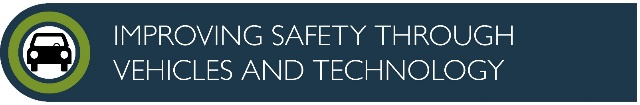 IMPROVING SAFETY THROUGH
VEHICLES AND TECHNOLOGY